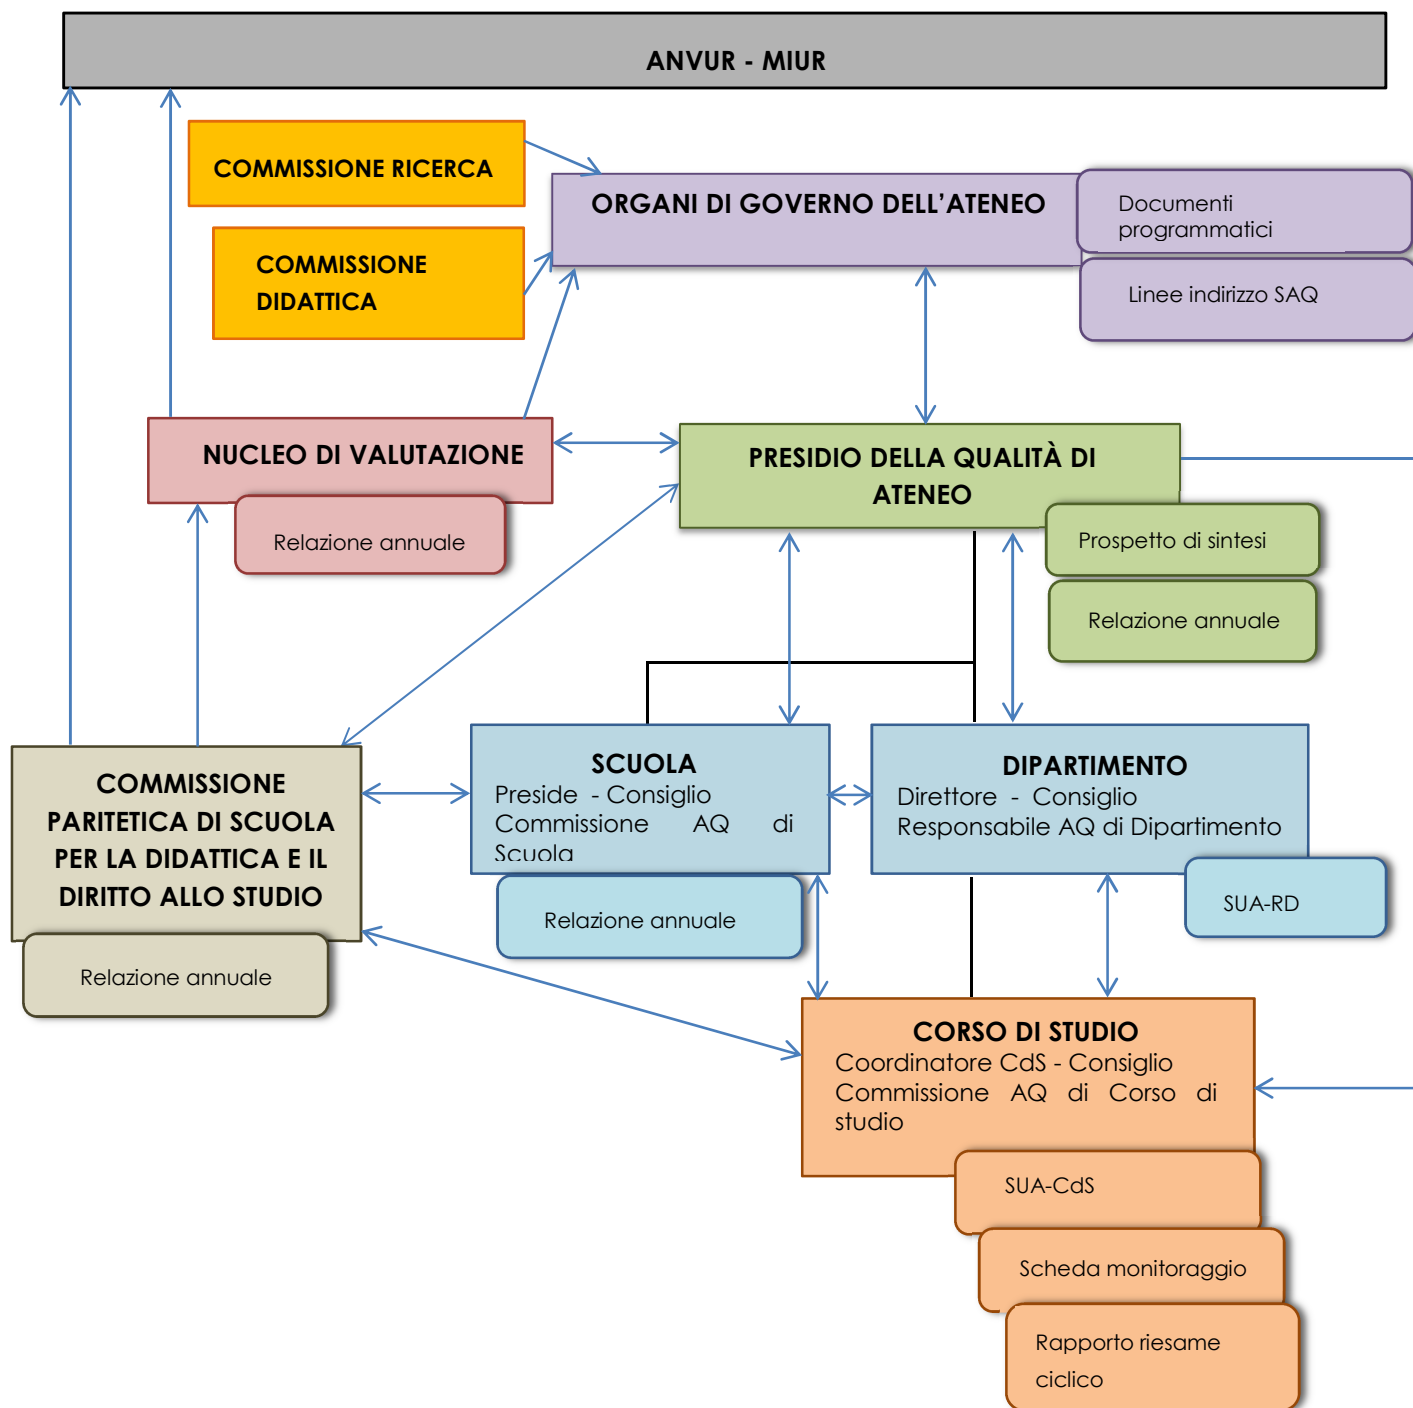 ANVUR - MIUR
COMMISSIONE RICERCA
ORGANI DI GOVERNO DELL’ATENEO
Documenti
programmatici
COMMISSIONE
DIDATTICA
Linee indirizzo SAQ
NUCLEO DI VALUTAZIONE
Relazione annuale
PRESIDIO DELLA QUALITÀ DI
ATENEO
Prospetto di sintesi
Relazione annuale
COMMISSIONE
PARITETICA DI SCUOLA
PER LA DIDATTICA E IL
DIRITTO ALLO STUDIO
Relazione annuale
SCUOLA
Preside - Consiglio
Commissione AQ di
Scuola
Relazione annuale
DIPARTIMENTO
Direttore - Consiglio
Responsabile AQ di Dipartimento
SUA-RD
CORSO DI STUDIO
Coordinatore CdS - Consiglio
Commissione AQ di Corso di
studio
SUA-CdS
Scheda monitoraggio
Rapporto riesame
ciclico